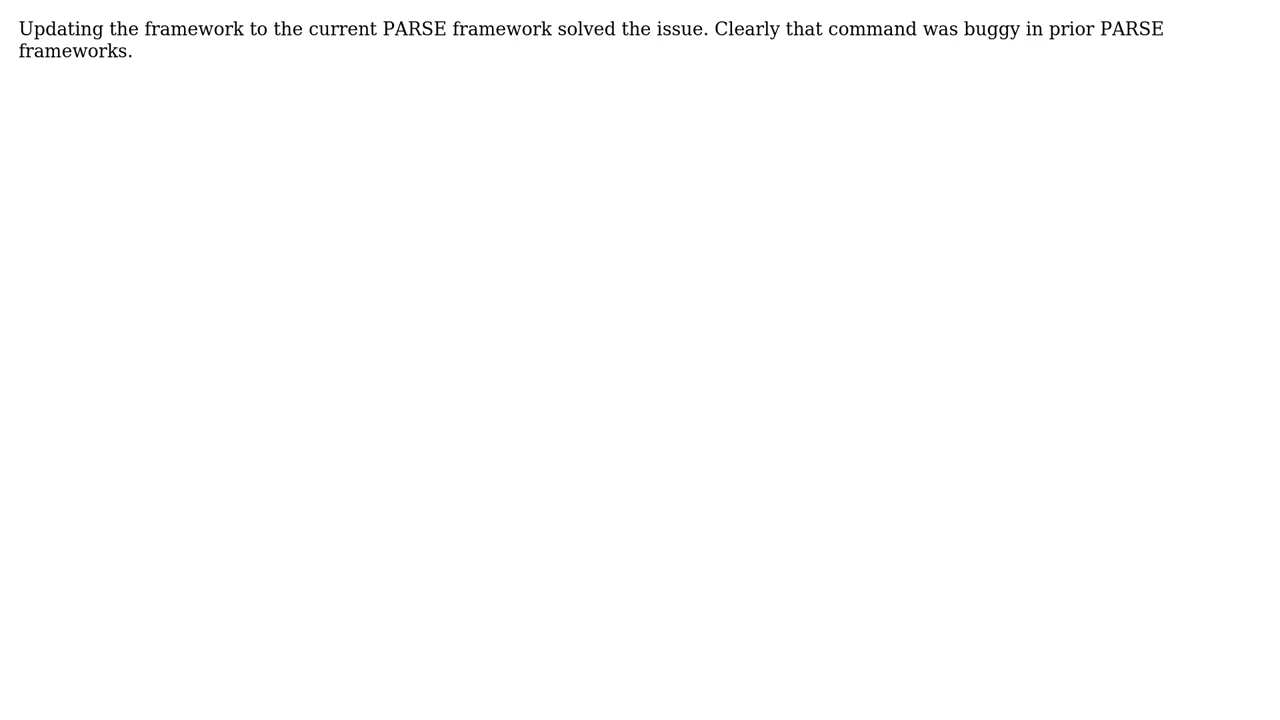 Updating the framework to the current PARSE framework solved the issue. Clearly that command was buggy in prior PARSE
frameworks.